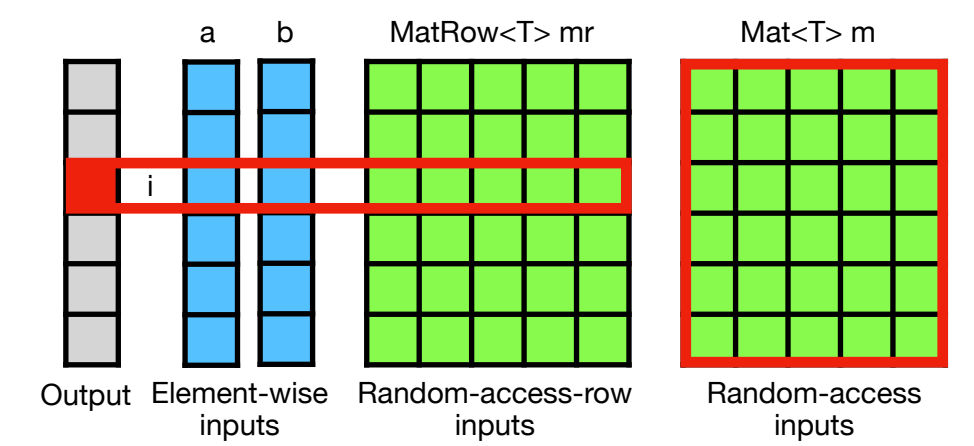 a
b
MatRow<T> mr
Mat<T> m
i
Output
Element-wise
inputs
Random-access-row
inputs
Random-access
inputs